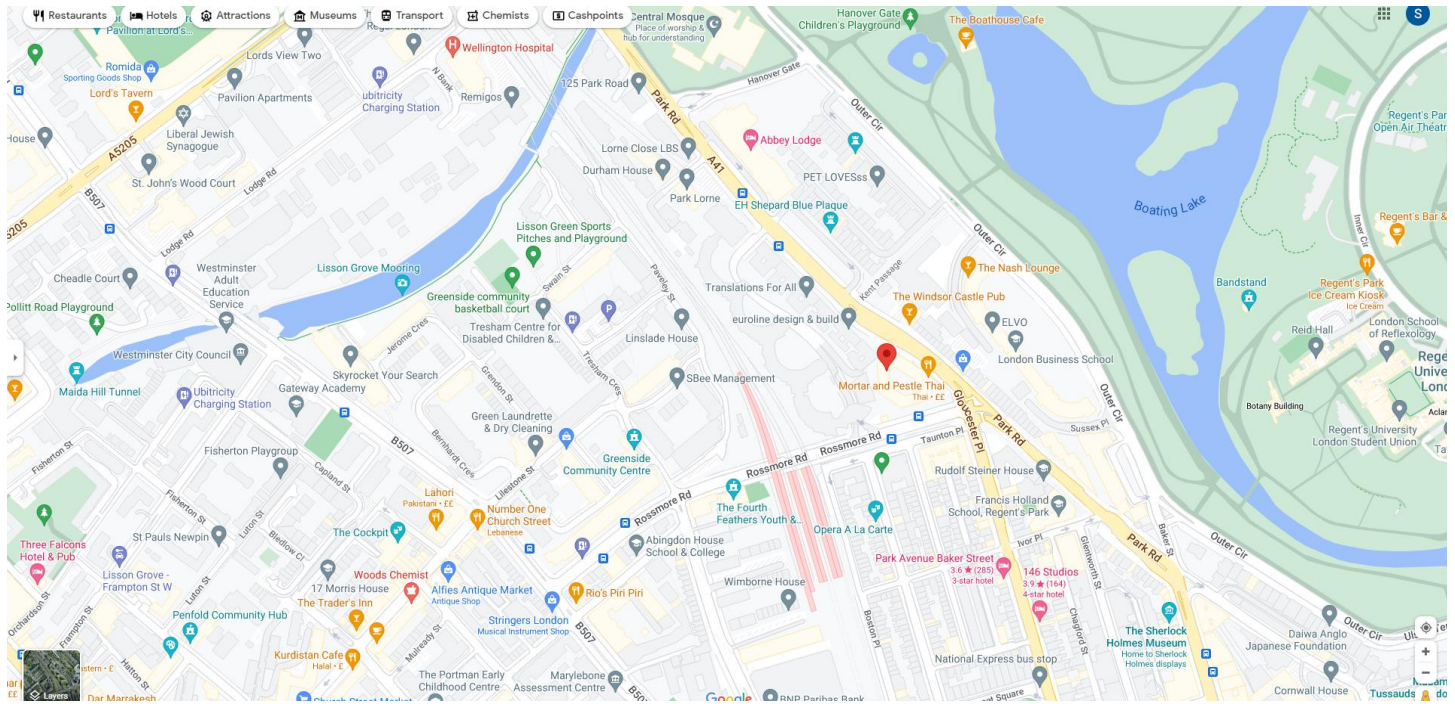 Restaurants
Hotels
Attractions
Museums
Transport
Chemists
Cashpoints
S
Pavilion at Lord's...
Lords View Two
Wellington Hospital
Central Mosque
Place of worship &
hub for understanding
Hanover Gate
Children's Playground
The Boathouse Cafe
Romida
Sporting Goods Shop
Lord's Tavern
Pavilion Apartments
ubitricity
Charging Station
N Bank
Remigos
125 Park Road
Park Rd
Hanover Gate
Outer Cir
House
A5205
Liberal Jewish
Synagogue
St. John's Wood Court
Lodge Rd
B507
Lorne Close LBS
Durham House
Park Lorne
A41
Abbey Lodge
PET LOVESss
EH Shepard Blue Plaque
Boating Lake
Regent's Par
Open Air Theatr
Inner Cir
Regent's Bar &
5205
Lodge Rd
Cheadle Court
Westminster
Adult
Education
Service
Lisson Grove Mooring
Lisson Green Sports
Pitches and Playground
Greenside community
basketball court
Swain St
Paveley St
Translations For All
Kent Passage
Outer Cir
The Nash Lounge
The Windsor Castle Pub
Bandstand
Regent's Park
Ice Cream Kiosk
Ice Cream
Pollitt Road Playground
Tresham Centre for
Disabled Children &...
P
Linslade House
euroline design & build
ELVO
London Business School
Reid Hall
London School
of Reflexology
Westminster City Council
Jerome Cres
Skyrocket Your Search
Maida Hill Tunnel
Ubitricity
Charging Station
Gateway Academy
Grendon St
Tresham Cres
SBee Management
Mortar and Pestle Thai
Thai • ££
Outer Cir
Rege
Unive
Lond
Botany Building
Regent's University
London Student Union
Aclan
Green Laundrette
& Dry Cleaning
B507
Bernhardt Cres
Gloucester Pl
Park Rd
Sussex Pl
Taunton Pl
Rossmore Rd
Fisherton St
Fisherton Playgroup
Capland St
Lilestone St
Greenside
Community Centre
Rudolf Steiner House
Lahori
Pakistani • ££
Number One
Church Street
Lebanese
Rossmore Rd
The Fourth
Feathers Youth &...
Opera A La Carte
Francis Holland
School, Regent's Park
Fisherton St
Luton St
The Cockpit
St Pauls Newpin
Bledlow Cl
Three Falcons
Hotel & Pub
Abingdon House
School & College
Ivor Pl
Park Rd
Baker St
Outer Cir
Lisson Grove -
Frampton St W
Luton St
17 Morris House
Woods Chemist
Alfies Antique Market
Antique Shop
Rio's Piri Piri
Wimborne House
Park Avenue Baker Street
3.6 ★ (285)
3-star hotel
146 Studios
3.9 ★ (164)
4-star hotel
Glentworth St
Orchardson St
Frampton St
Penfold Community Hub
The Trader's Inn
Stringers London
Musical Instrument Shop
Boston Pl
Chagford St
The Sherlock
Holmes Museum
Home to Sherlock
Holmes displays
Daiwa Anglo
Japanese Foundation
Outer Cir
Hatton St
Mulready St
B507
Kurdistan Cafe
Halal • £
Layers
The Portman Early
Childhood Centre
Marylebone
Assessment Centre
National Express bus stop
Cornwall House
Dar Marrakesh
Church Street Market
Google
BNP Paribas Bank
Square
Tussauds